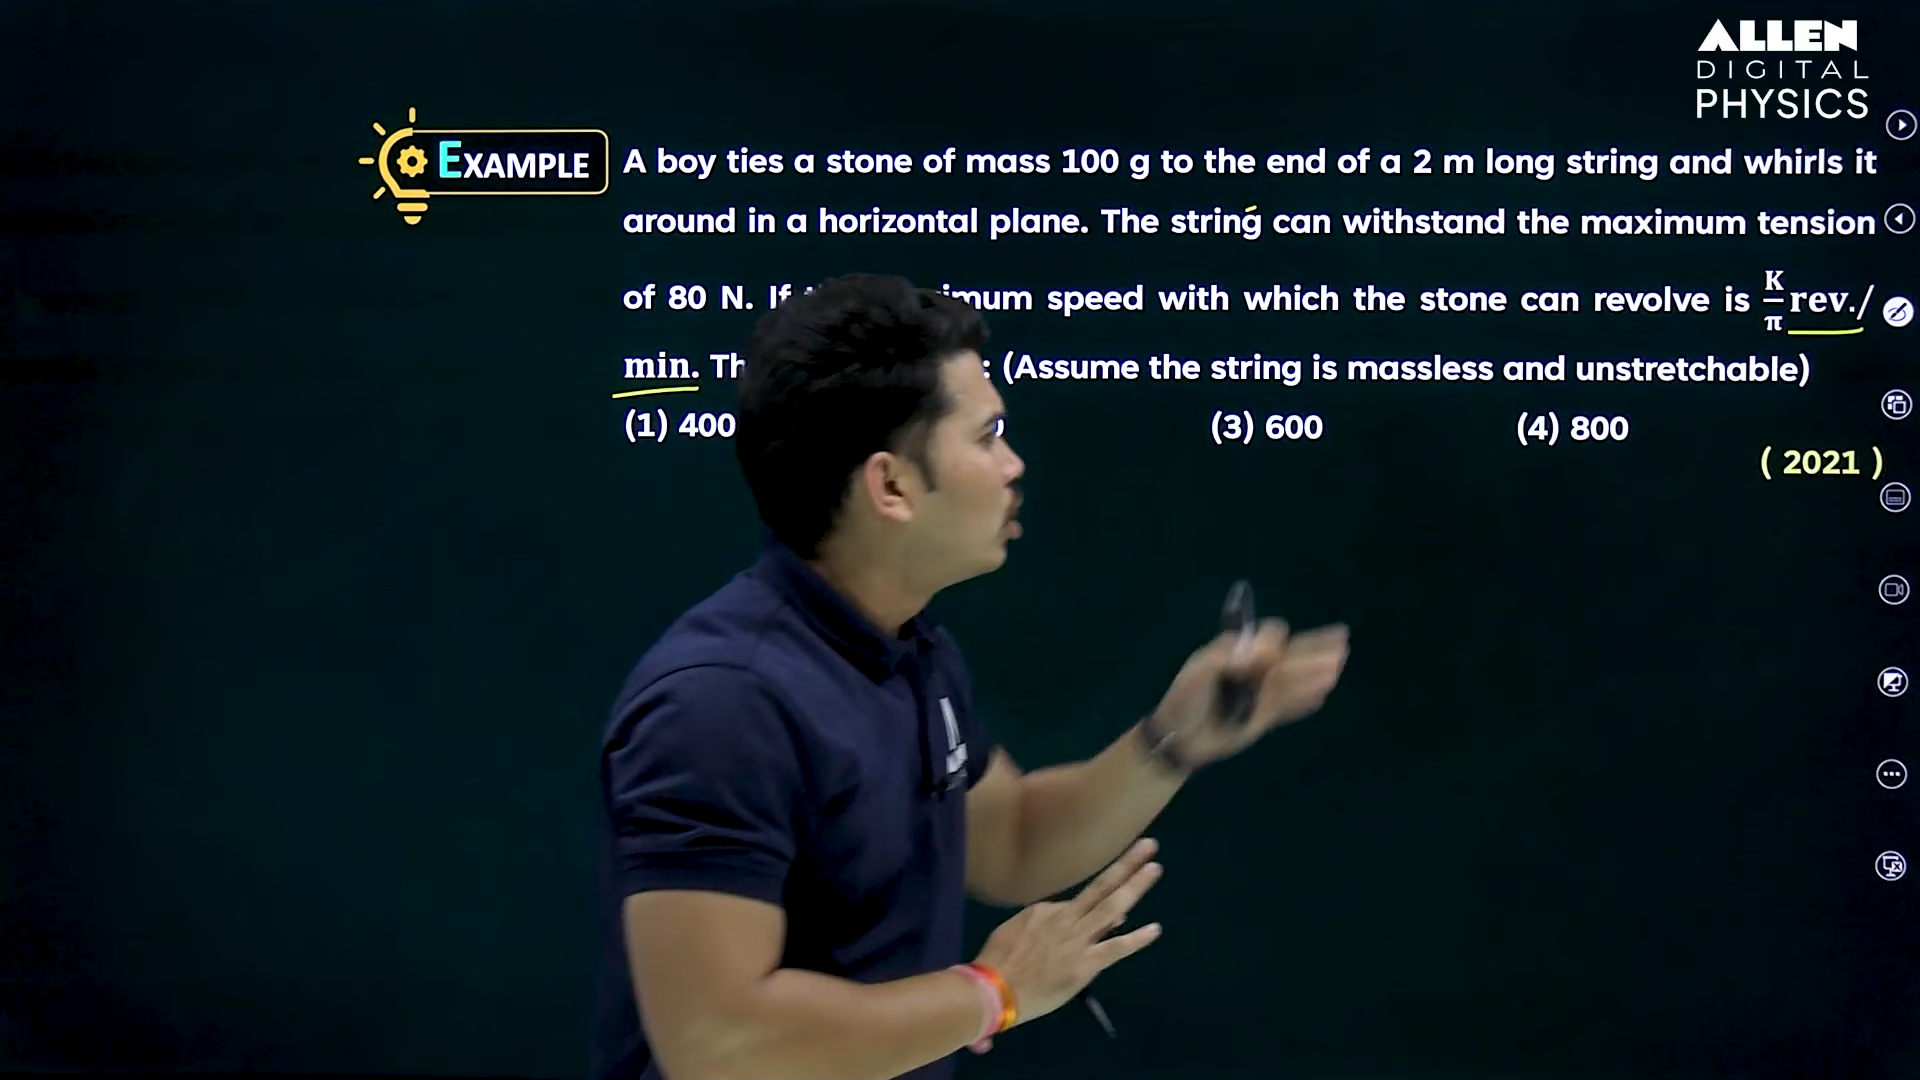 ALLEN
DIGITAL
PHYSICS
EXAMPLE
A boy ties a stone of mass 100 g to the end of a 2 m long string and whirls it
around in a horizontal plane. The string can withstand the maximum tension
of 80 N. If speed with which the stone can revolve is K/π rev./
min. : (Assume the string is massless and unstretchable)
(1) 400 (3) 600 (4) 800
( 2021 )